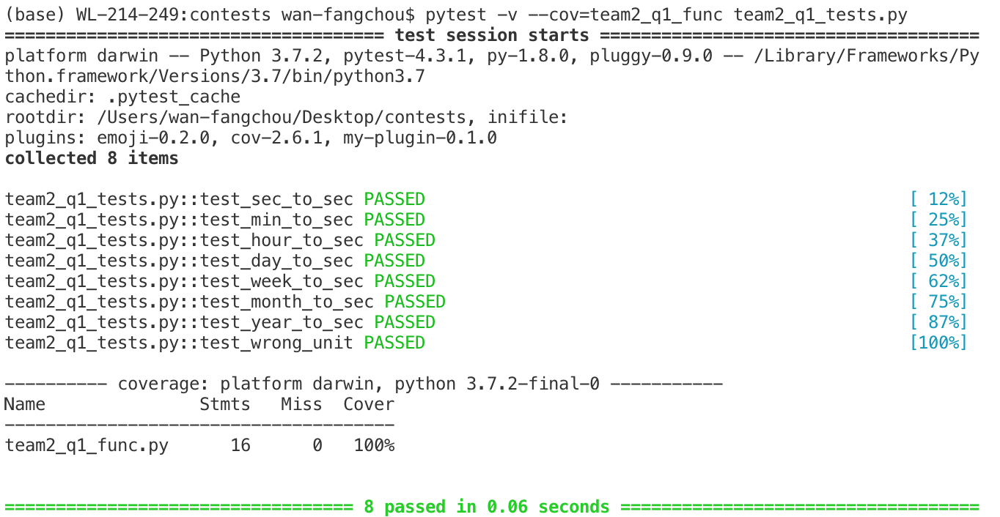 (base) WL-214-249:contests wan-fangchou$ pytest -v --cov=team2_q1_func team2_q1_tests.py
===================================== test session starts =====================================
platform darwin -- Python 3.7.2, pytest-4.3.1, py-1.8.0, pluggy-0.9.0 -- /Library/Frameworks/Py
thon.framework/Versions/3.7/bin/python3.7
cachedir: .pytest_cache
rootdir: /Users/wan-fangchou/Desktop/contests, inifile:
plugins: emoji-0.2.0, cov-2.6.1, my-plugin-0.1.0
collected 8 items

team2_q1_tests.py::test_sec_to_sec PASSED                                               [ 12%]
team2_q1_tests.py::test_min_to_sec PASSED                                               [ 25%]
team2_q1_tests.py::test_hour_to_sec PASSED                                              [ 37%]
team2_q1_tests.py::test_day_to_sec PASSED                                               [ 50%]
team2_q1_tests.py::test_week_to_sec PASSED                                              [ 62%]
team2_q1_tests.py::test_month_to_sec PASSED                                             [ 75%]
team2_q1_tests.py::test_year_to_sec PASSED                                              [ 87%]
team2_q1_tests.py::test_wrong_unit PASSED                                               [100%]

---------- coverage: platform darwin, python 3.7.2-final-0 -----------
Name               Stmts   Miss  Cover
--------------------------------------
team2_q1_func.py      16      0   100%

================================== 8 passed in 0.06 seconds ===================================